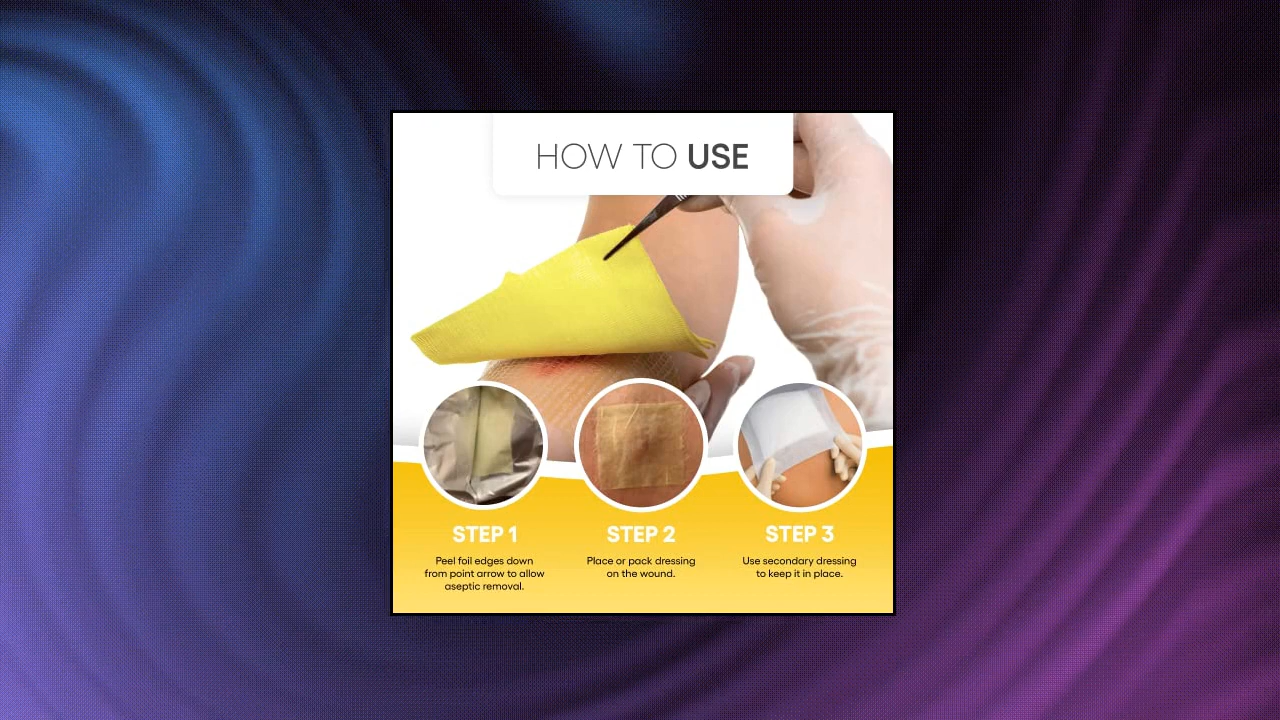 HOW TO USE
STEP 1
Peel foil edges down
from point arrow to allow
aseptic removal.
STEP 2
Place or pack dressing
on the wound.
STEP 3
Use secondary dressing
to keep it in place.